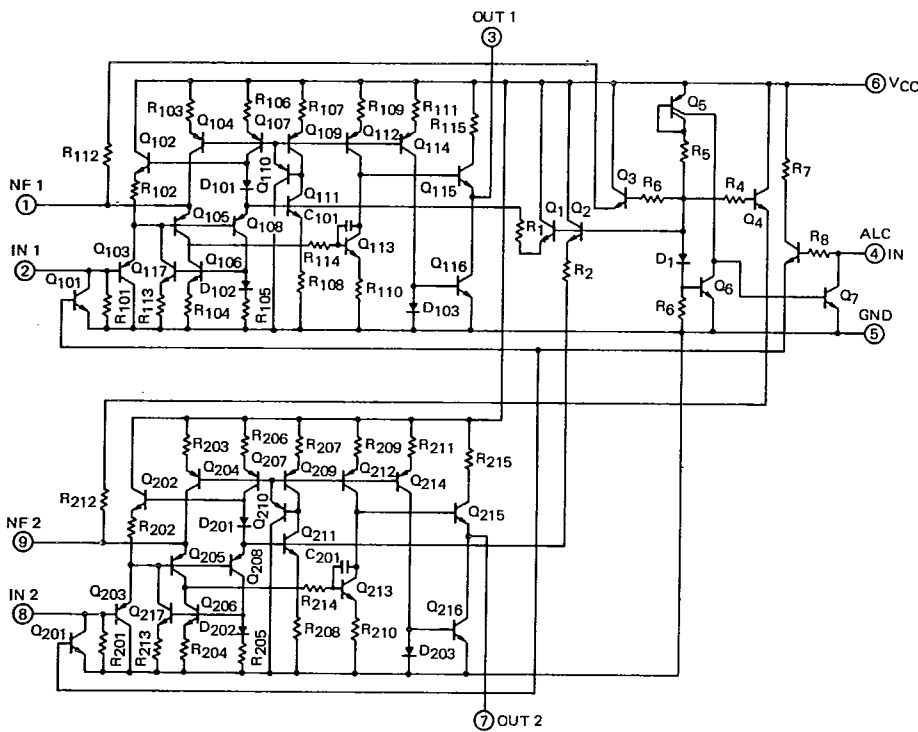 OUT 1
3
6 VCC
R103 R106 R107 R109 R111
Q104 Q107 Q109 Q112 R115
Q102 Q110 Q114
Q5
R112
D101
R102
Q111
C101
Q115
Q3
R6
R5
R4
Q4
R7
NF 1
1
Q105
Q108
R1
Q1
Q2
ALC
4 IN
R8
IN 1
2
Q103
Q117
Q106
R114
Q113
Q116
D1
Q6
Q7
Q101
R101
R113
D102
R104
R105
R108
R110
D103
R2
R6
GND
5
R203 R206 R207 R209 R211
Q204 Q207 Q209 Q212 R215
Q202 Q210 Q214
R212
D201
Q211
Q215
R202
C201
NF 2
9
Q205
Q208
IN 2
8
Q203
Q217
Q206
R214
Q213
Q216
Q201
R201
R213
D202
R204
R205
R208
R210
D203
7 OUT 2